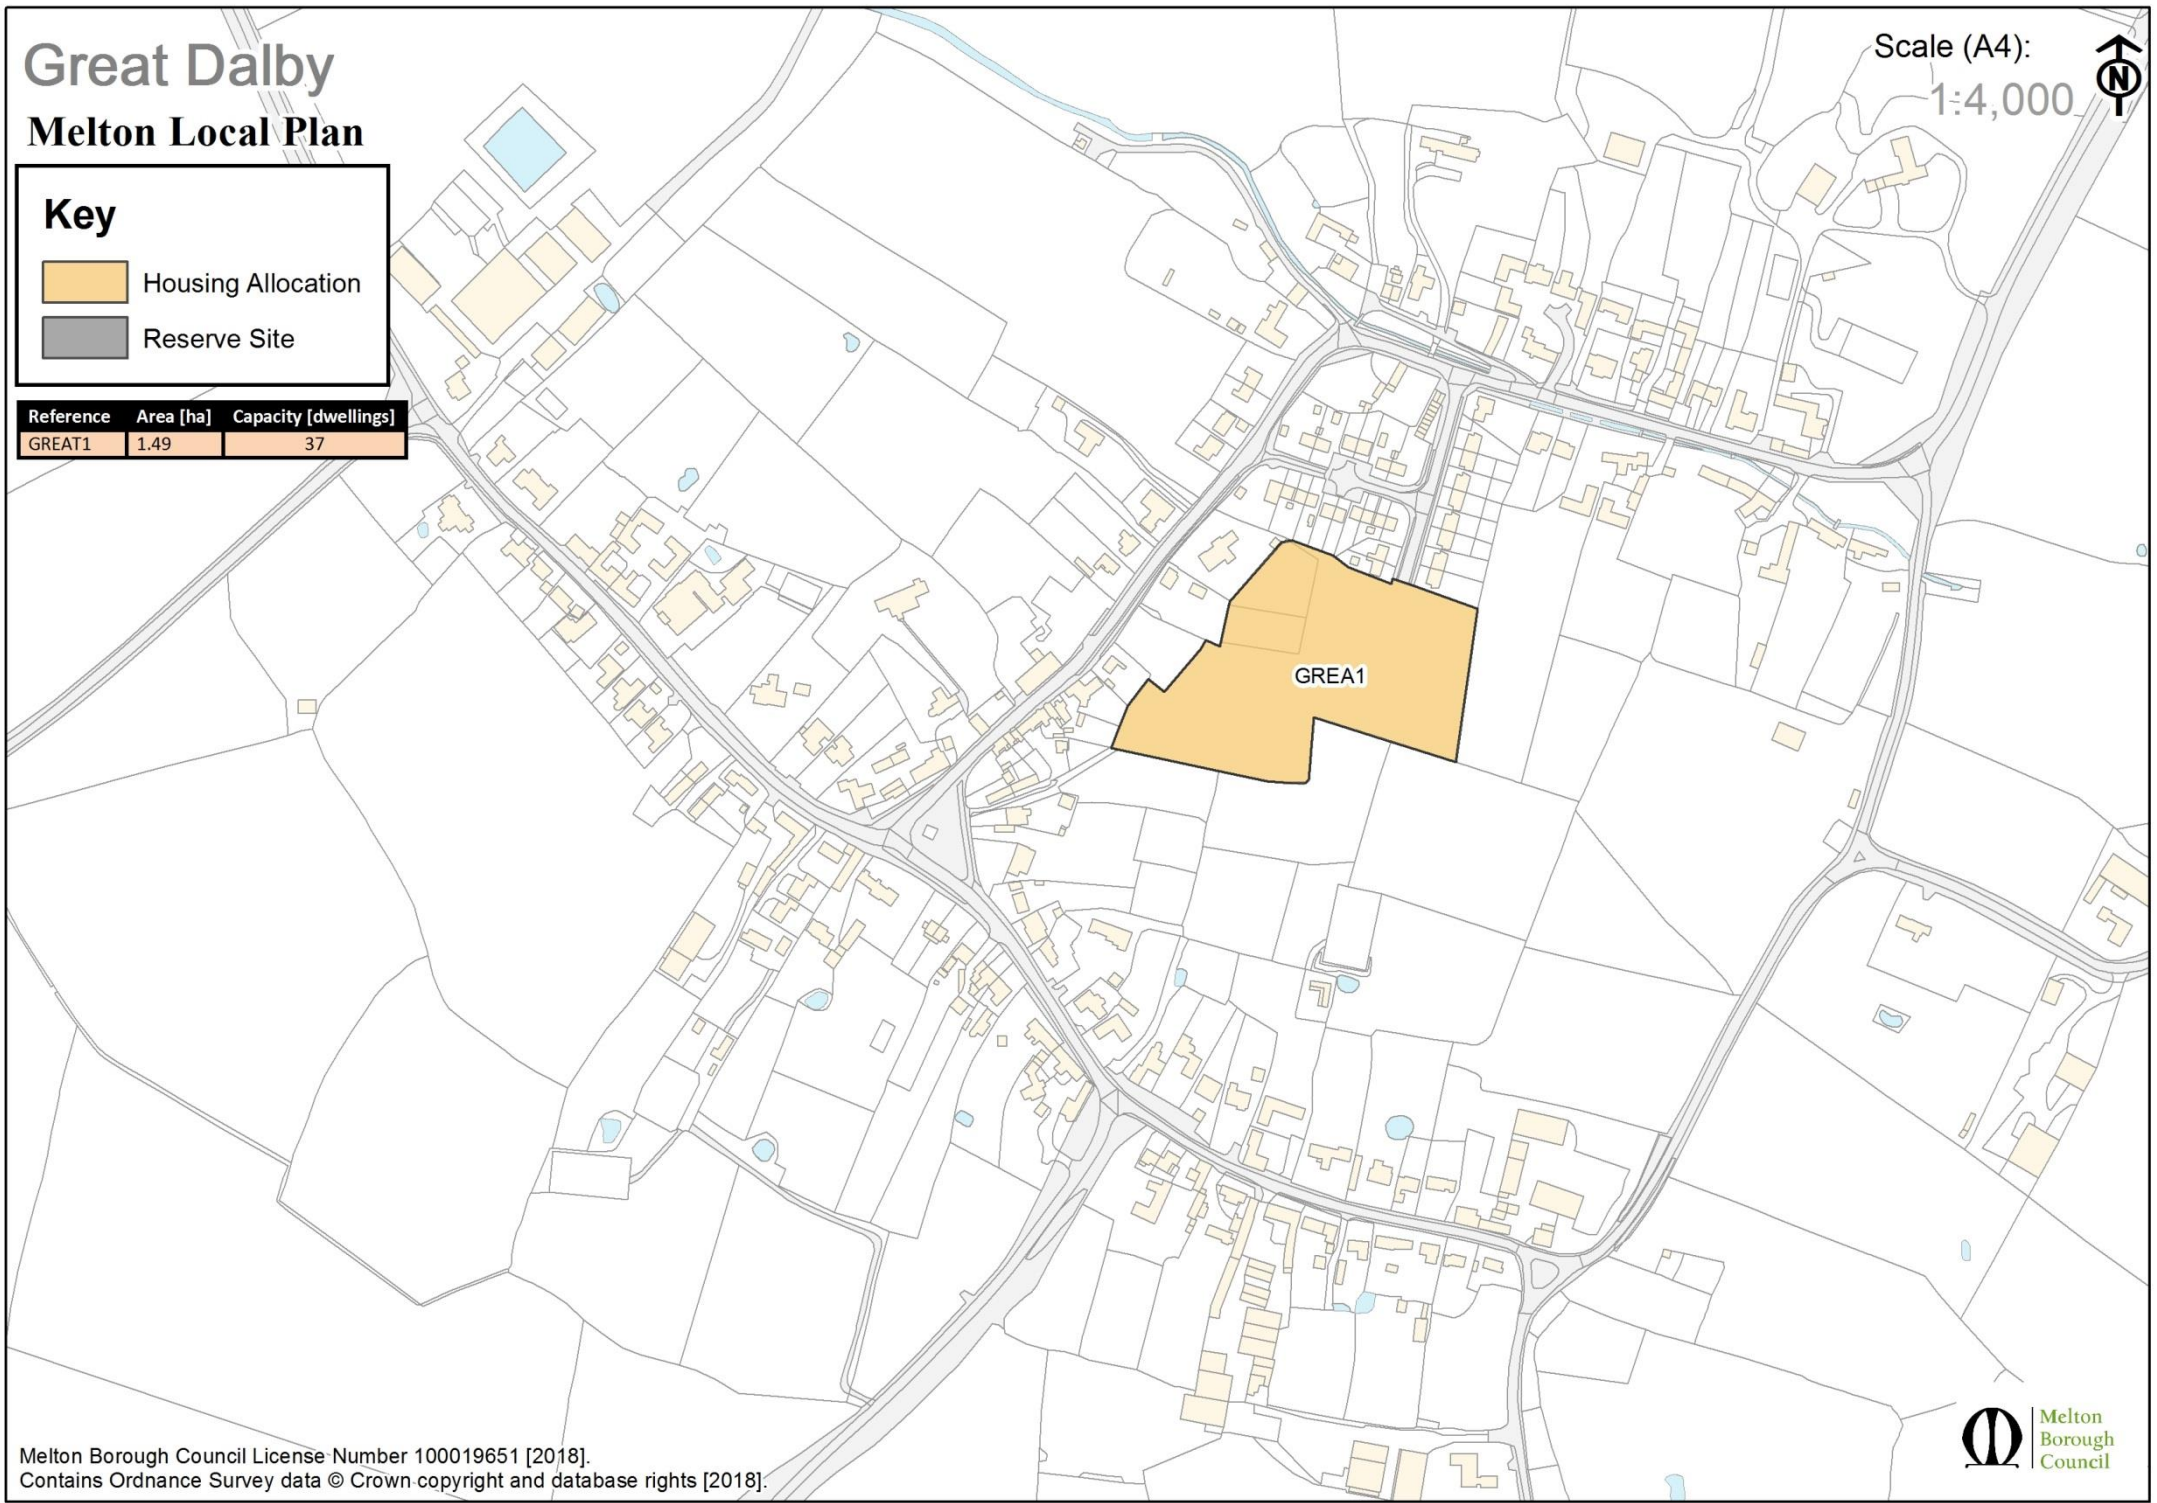 Great Dalby
Melton Local Plan
Key
Housing Allocation
Reserve Site
Reference Area [ha] Capacity [dwellings]
GREAT1 1.49 37
Scale (A4):
1:4,000
N
GREA1
Melton Borough Council License Number 100019651 [2018].
Contains Ordnance Survey data © Crown copyright and database rights [2018].
Melton
Borough
Council